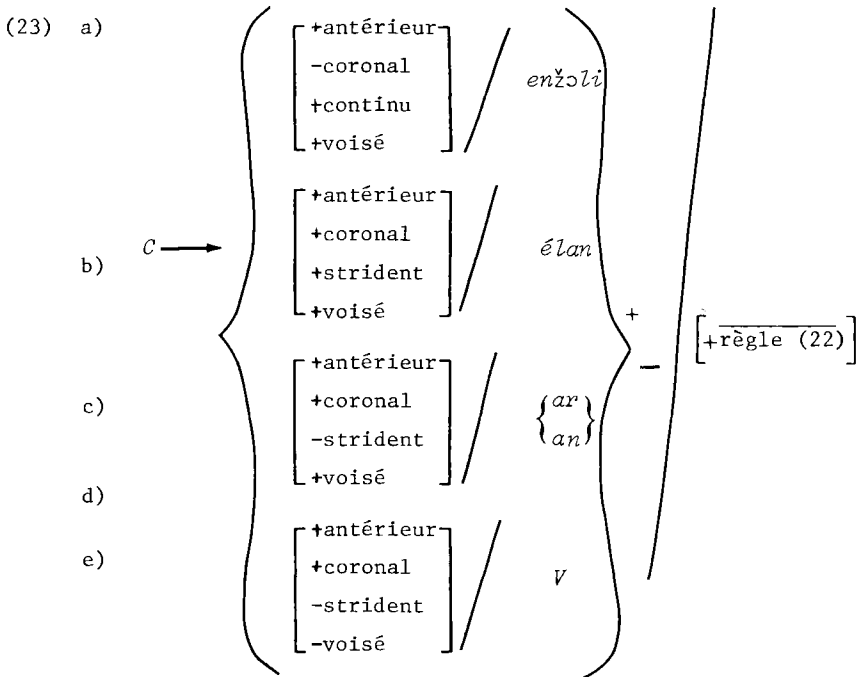 (23) a) +antérieur
-coronal enžɔli
+continu
+voisé
+antérieur
C → +coronal élan
b) +strident
+voisé +
[+règle (22)]
−
+antérieur
c) +coronal {ar
-strident an}
+voisé
d)
+antérieur
e) +coronal V
-strident
-voisé